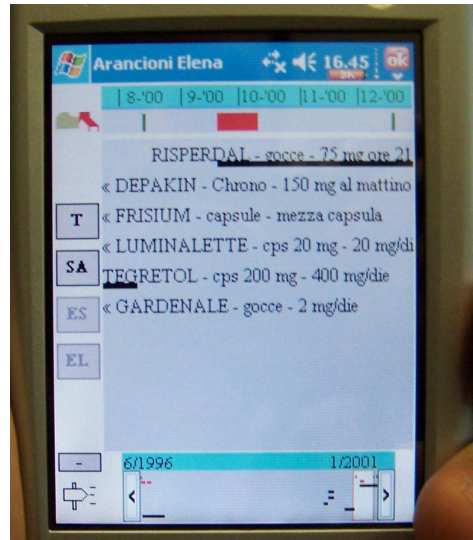 Arancioni Elena 16.45 ok
8-'00 9-'00 10-'00 11-'00 12-'00
RISPERDAL - gocce - 75 mg ore 21
« DEPAKIN - Chrono - 150 mg al mattino
T
« FRISIUM - capsule - mezza capsula
« LUMINALETTE - cps 20 mg - 20 mg/di
SA
TEGRETOL - cps 200 mg - 400 mg/die
ES
« GARDENALE - gocce - 2 mg/die
EL
- 6/1996 1/2001
< >